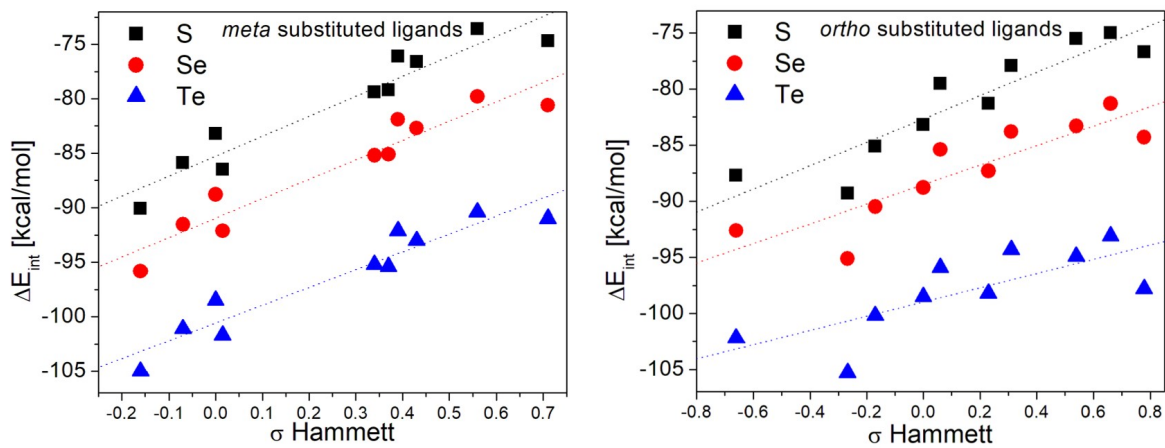 meta substituted ligands
S
Se
Te
ΔE_int [kcal/mol]
-75
-80
-85
-90
-95
-100
-105
-0.2 -0.1 0.0 0.1 0.2 0.3 0.4 0.5 0.6 0.7
σ Hammett
ortho substituted ligands
S
Se
Te
ΔE_int [kcal/mol]
-75
-80
-85
-90
-95
-100
-105
-0.8 -0.6 -0.4 -0.2 0.0 0.2 0.4 0.6 0.8
σ Hammett